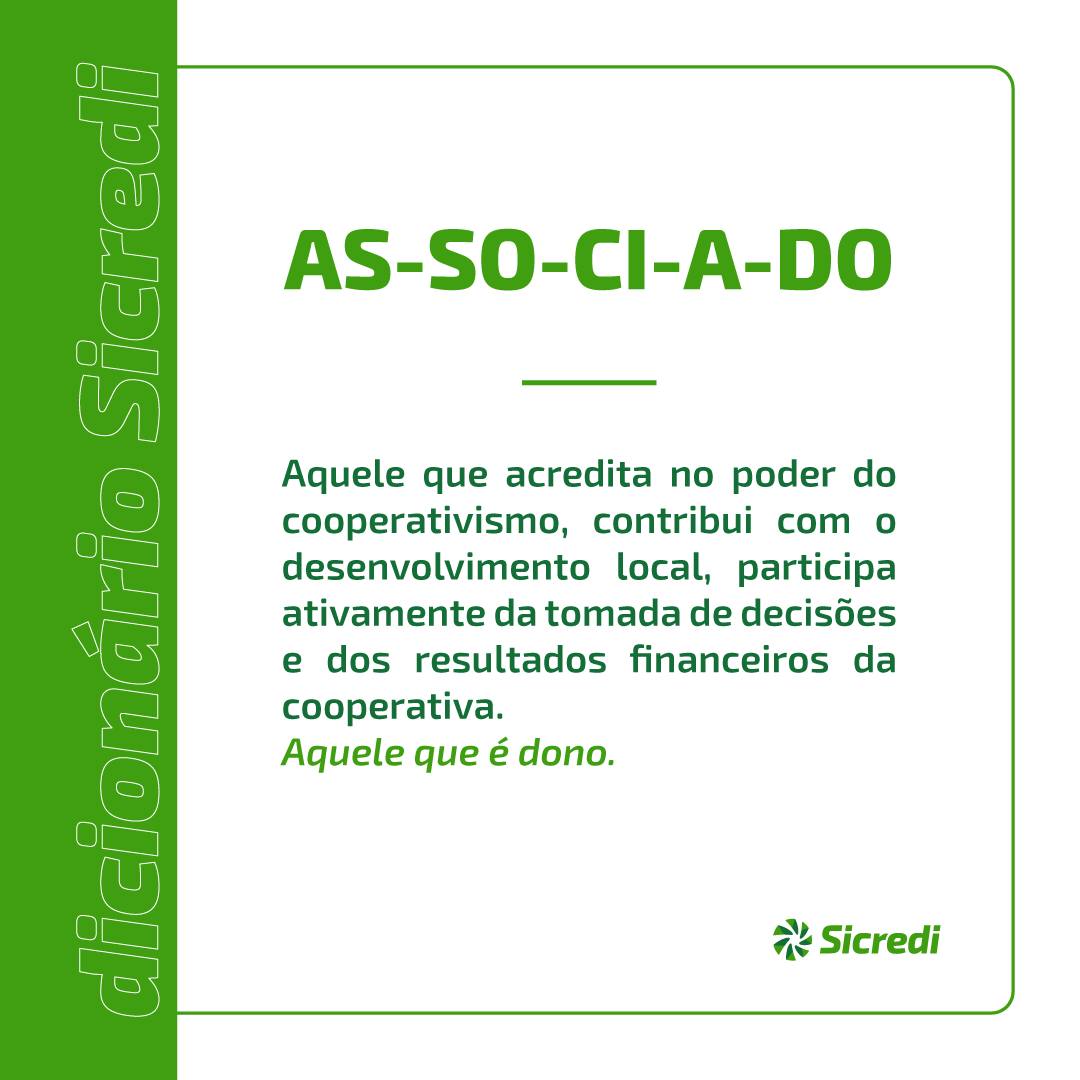 dicionário Sicredi
AS-SO-CI-A-DO
Aquele que acredita no poder do
cooperativismo, contribui com o
desenvolvimento local, participa
ativamente da tomada de decisões
e dos resultados financeiros da
cooperativa.
Aquele que é dono.
Sicredi